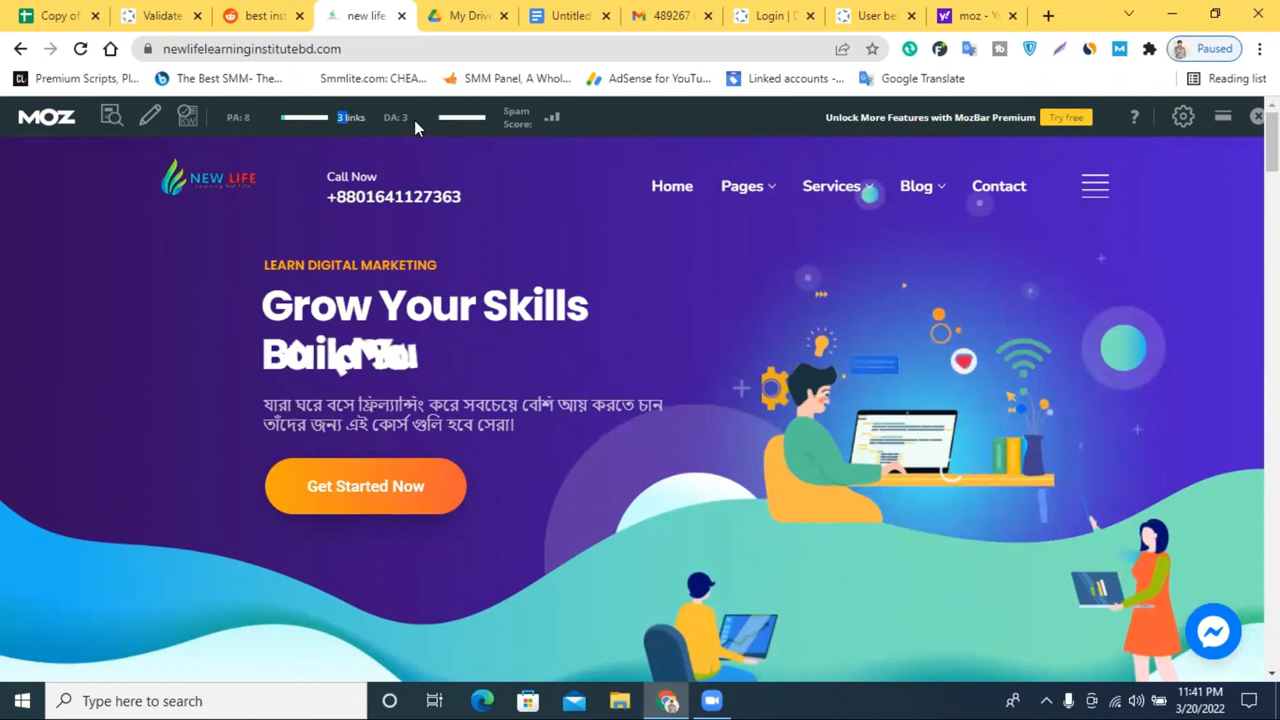 Copy of
Validate
best inst
new life
My Drive
Untitled
489267
Login | D
User bes
moz - Y
newlifelearninginstitutebd.com
Paused
Premium Scripts, Pl...
The Best SMM- The...
Smmlite.com: CHEA...
SMM Panel, A Whol...
AdSense for YouTu...
Linked accounts -...
Google Translate
Reading list
MOZ
PA: 8
3 links
DA: 3
Spam
Score:
Unlock More Features with MozBar Premium
Try free
?
NEW LIFE
Call Now
+8801641127363
Home
Pages
Services
Blog
Contact
LEARN DIGITAL MARKETING
Grow Your Skills
যারা ঘরে বসে ফ্রিল্যান্সিং করে সবচেয়ে বেশি আয় করতে চান
তাঁদের জন্য এই কোর্স গুলি হবে সেরা।
Get Started Now
Type here to search
11:41 PM
3/20/2022